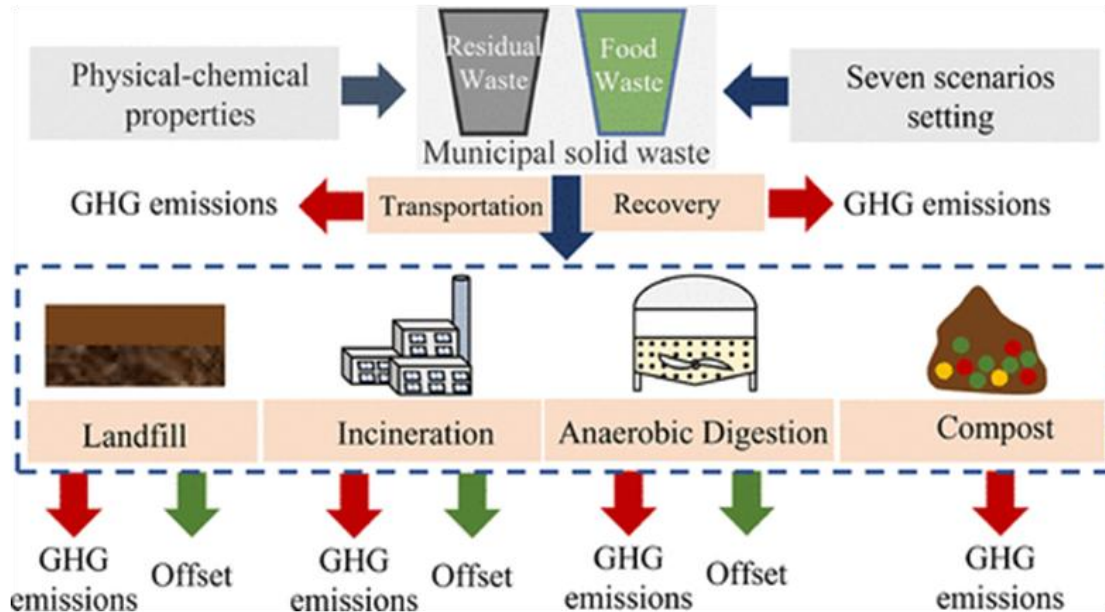 Physical-chemical
properties
Residual
Waste
Food
Waste
Municipal solid waste
Seven scenarios
setting
GHG emissions
Transportation
Recovery
GHG emissions
Landfill
Incineration
Anaerobic Digestion
Compost
GHG
emissions
Offset
GHG
emissions
Offset
GHG
emissions
Offset
GHG
emissions